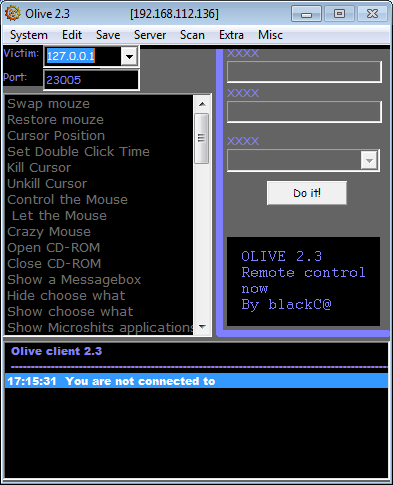 Olive 2.3 [192.168.112.136]
System Edit Save Server Scan Extra Misc
Victim: 127.0.0.1
Port: 23005
Swap mouze
Restore mouze
Cursor Position
Set Double Click Time
Kill Cursor
Unkill Cursor
Control the Mouse
Let the Mouse
Crazy Mouse
Open CD-ROM
Close CD-ROM
Show a Messagebox
Hide choose what
Show choose what
Show Microshits applications
XXXX
XXXX
XXXX
Do it!
OLIVE 2.3
Remote control
now
By blackC@
Olive client 2.3
17:15:31 You are not connected to